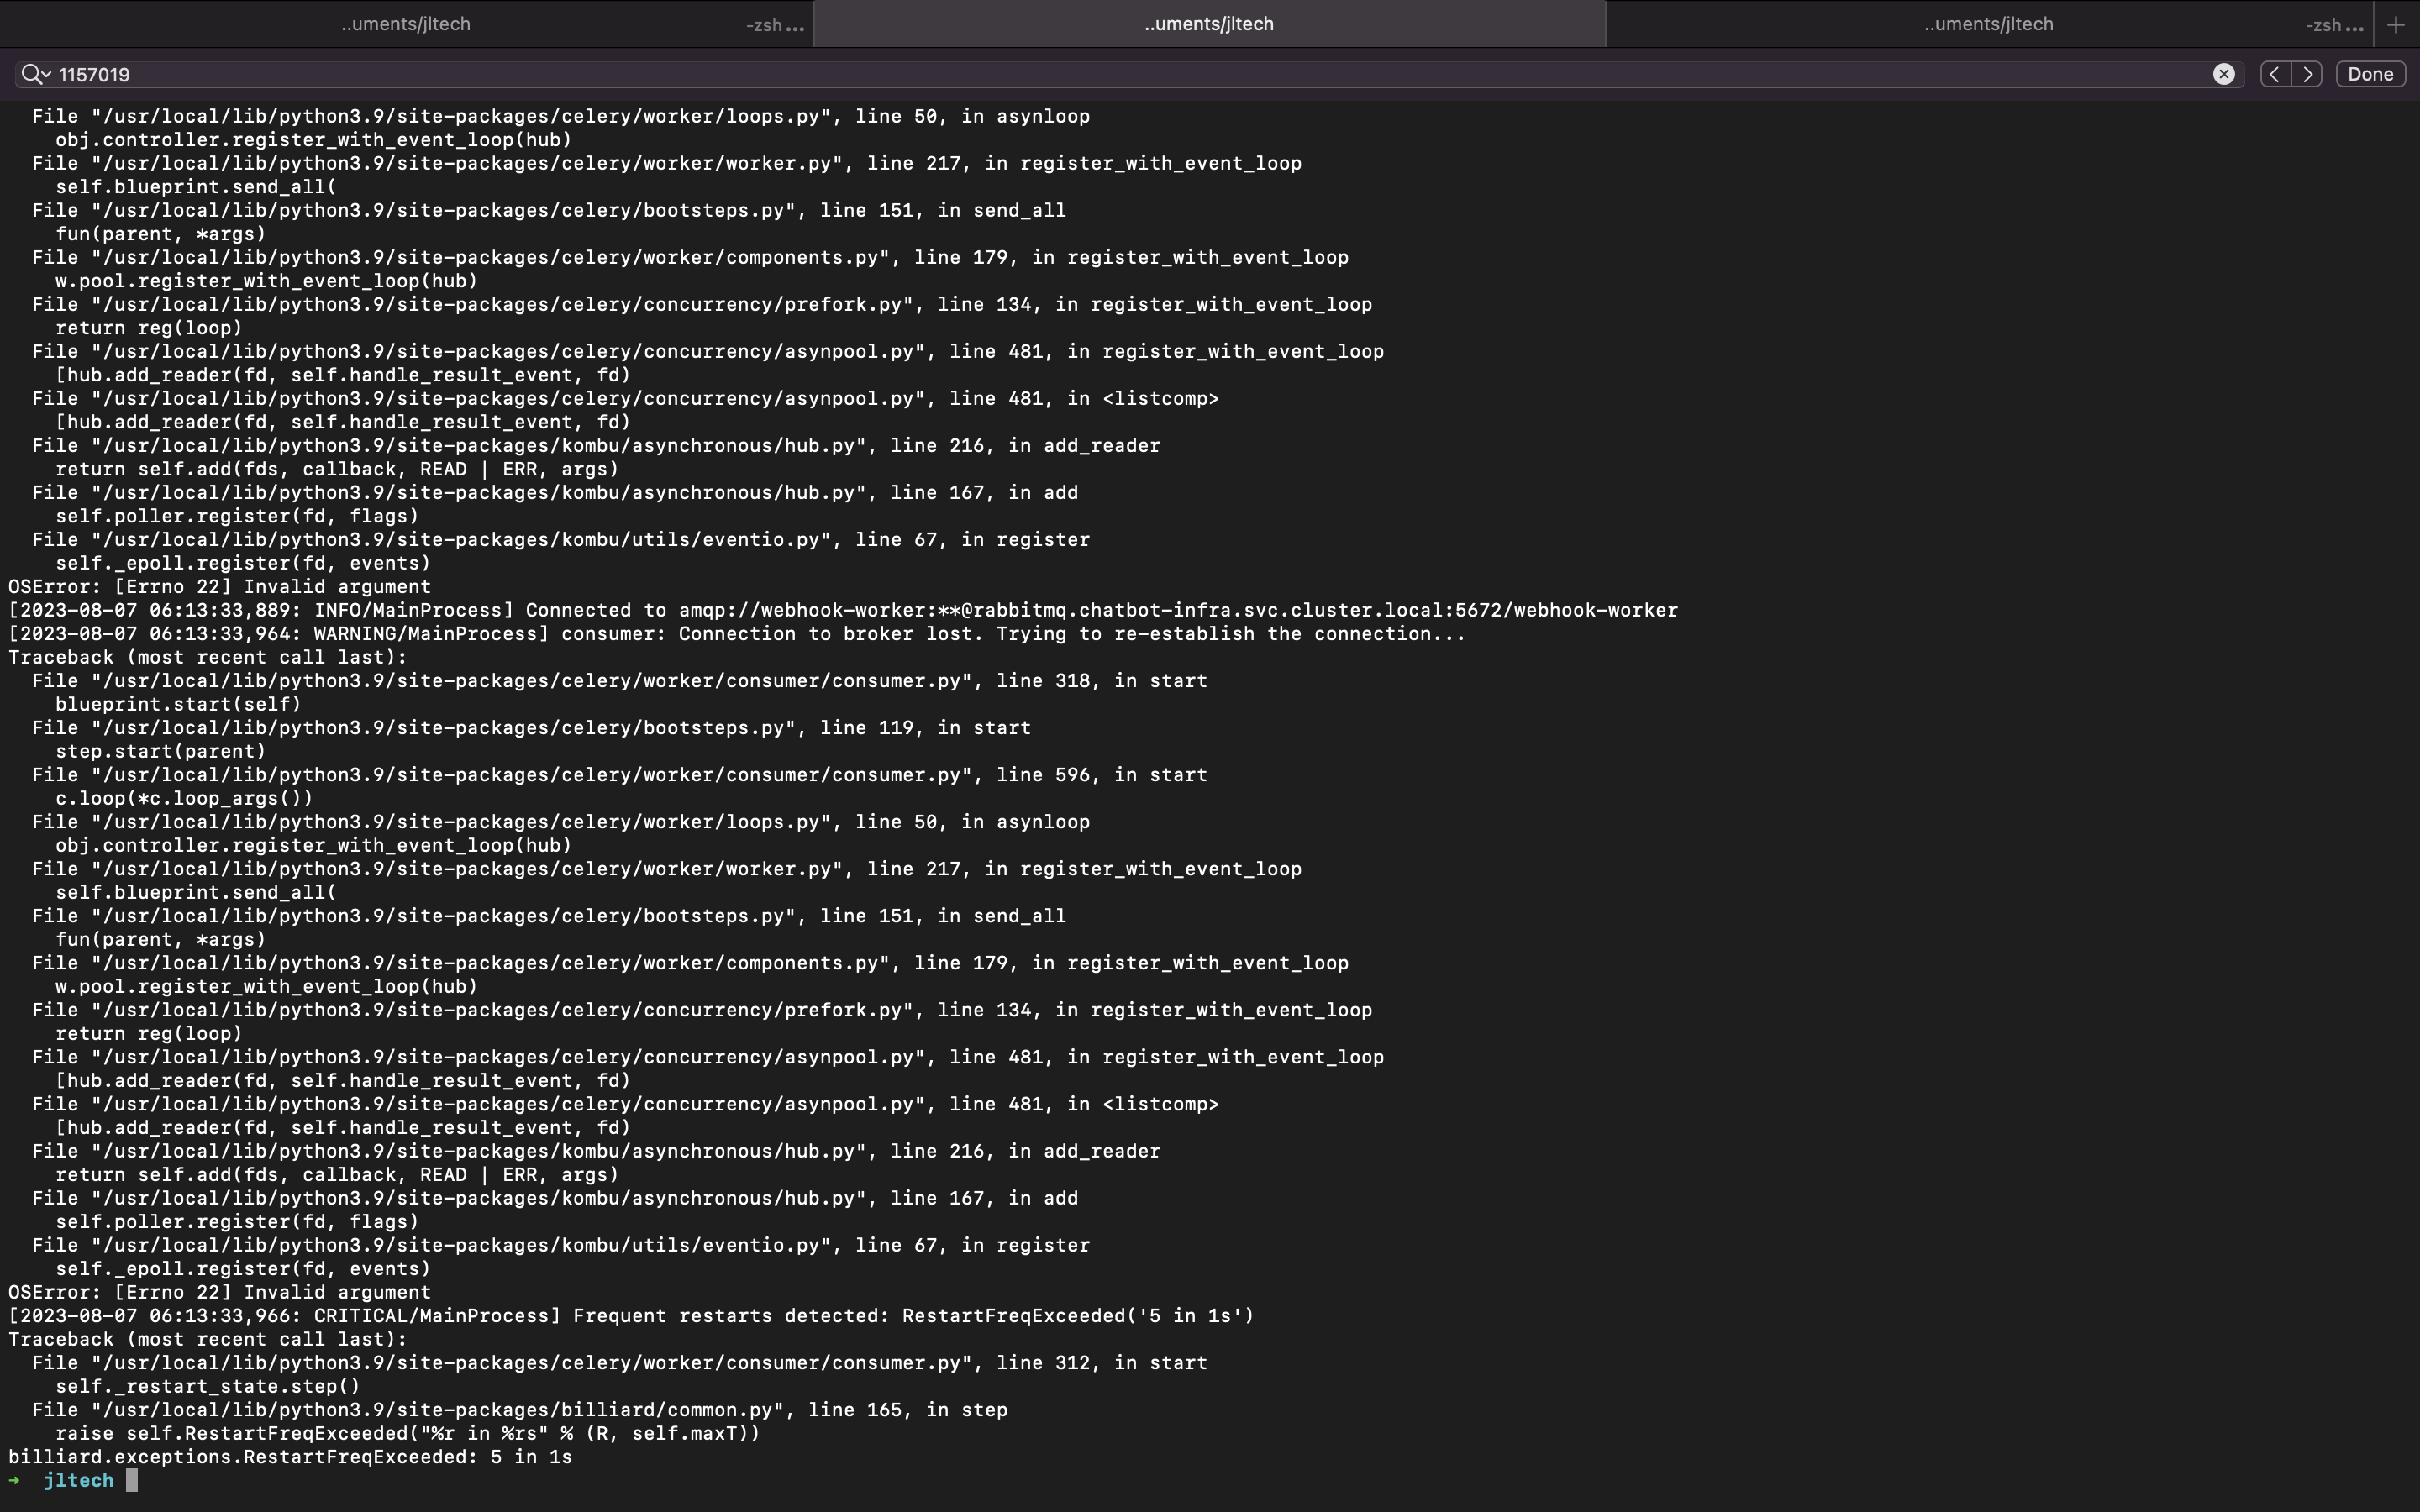 ..uments/jltech -zsh ... ..uments/jltech ..uments/jltech -zsh ... +
1157019 Done
  File "/usr/local/lib/python3.9/site-packages/celery/worker/loops.py", line 50, in asynloop
    obj.controller.register_with_event_loop(hub)
  File "/usr/local/lib/python3.9/site-packages/celery/worker/worker.py", line 217, in register_with_event_loop
    self.blueprint.send_all(
  File "/usr/local/lib/python3.9/site-packages/celery/bootsteps.py", line 151, in send_all
    fun(parent, *args)
  File "/usr/local/lib/python3.9/site-packages/celery/worker/components.py", line 179, in register_with_event_loop
    w.pool.register_with_event_loop(hub)
  File "/usr/local/lib/python3.9/site-packages/celery/concurrency/prefork.py", line 134, in register_with_event_loop
    return reg(loop)
  File "/usr/local/lib/python3.9/site-packages/celery/concurrency/asynpool.py", line 481, in register_with_event_loop
    [hub.add_reader(fd, self.handle_result_event, fd)
  File "/usr/local/lib/python3.9/site-packages/celery/concurrency/asynpool.py", line 481, in <listcomp>
    [hub.add_reader(fd, self.handle_result_event, fd)
  File "/usr/local/lib/python3.9/site-packages/kombu/asynchronous/hub.py", line 216, in add_reader
    return self.add(fds, callback, READ | ERR, args)
  File "/usr/local/lib/python3.9/site-packages/kombu/asynchronous/hub.py", line 167, in add
    self.poller.register(fd, flags)
  File "/usr/local/lib/python3.9/site-packages/kombu/utils/eventio.py", line 67, in register
    self._epoll.register(fd, events)
OSError: [Errno 22] Invalid argument
[2023-08-07 06:13:33,889: INFO/MainProcess] Connected to amqp://webhook-worker:**@rabbitmq.chatbot-infra.svc.cluster.local:5672/webhook-worker
[2023-08-07 06:13:33,964: WARNING/MainProcess] consumer: Connection to broker lost. Trying to re-establish the connection...
Traceback (most recent call last):
  File "/usr/local/lib/python3.9/site-packages/celery/worker/consumer/consumer.py", line 318, in start
    blueprint.start(self)
  File "/usr/local/lib/python3.9/site-packages/celery/bootsteps.py", line 119, in start
    step.start(parent)
  File "/usr/local/lib/python3.9/site-packages/celery/worker/consumer/consumer.py", line 596, in start
    c.loop(*c.loop_args())
  File "/usr/local/lib/python3.9/site-packages/celery/worker/loops.py", line 50, in asynloop
    obj.controller.register_with_event_loop(hub)
  File "/usr/local/lib/python3.9/site-packages/celery/worker/worker.py", line 217, in register_with_event_loop
    self.blueprint.send_all(
  File "/usr/local/lib/python3.9/site-packages/celery/bootsteps.py", line 151, in send_all
    fun(parent, *args)
  File "/usr/local/lib/python3.9/site-packages/celery/worker/components.py", line 179, in register_with_event_loop
    w.pool.register_with_event_loop(hub)
  File "/usr/local/lib/python3.9/site-packages/celery/concurrency/prefork.py", line 134, in register_with_event_loop
    return reg(loop)
  File "/usr/local/lib/python3.9/site-packages/celery/concurrency/asynpool.py", line 481, in register_with_event_loop
    [hub.add_reader(fd, self.handle_result_event, fd)
  File "/usr/local/lib/python3.9/site-packages/celery/concurrency/asynpool.py", line 481, in <listcomp>
    [hub.add_reader(fd, self.handle_result_event, fd)
  File "/usr/local/lib/python3.9/site-packages/kombu/asynchronous/hub.py", line 216, in add_reader
    return self.add(fds, callback, READ | ERR, args)
  File "/usr/local/lib/python3.9/site-packages/kombu/asynchronous/hub.py", line 167, in add
    self.poller.register(fd, flags)
  File "/usr/local/lib/python3.9/site-packages/kombu/utils/eventio.py", line 67, in register
    self._epoll.register(fd, events)
OSError: [Errno 22] Invalid argument
[2023-08-07 06:13:33,966: CRITICAL/MainProcess] Frequent restarts detected: RestartFreqExceeded('5 in 1s')
Traceback (most recent call last):
  File "/usr/local/lib/python3.9/site-packages/celery/worker/consumer/consumer.py", line 312, in start
    self._restart_state.step()
  File "/usr/local/lib/python3.9/site-packages/billiard/common.py", line 165, in step
    raise self.RestartFreqExceeded("%r in %rs" % (R, self.maxT))
billiard.exceptions.RestartFreqExceeded: 5 in 1s
→ jltech